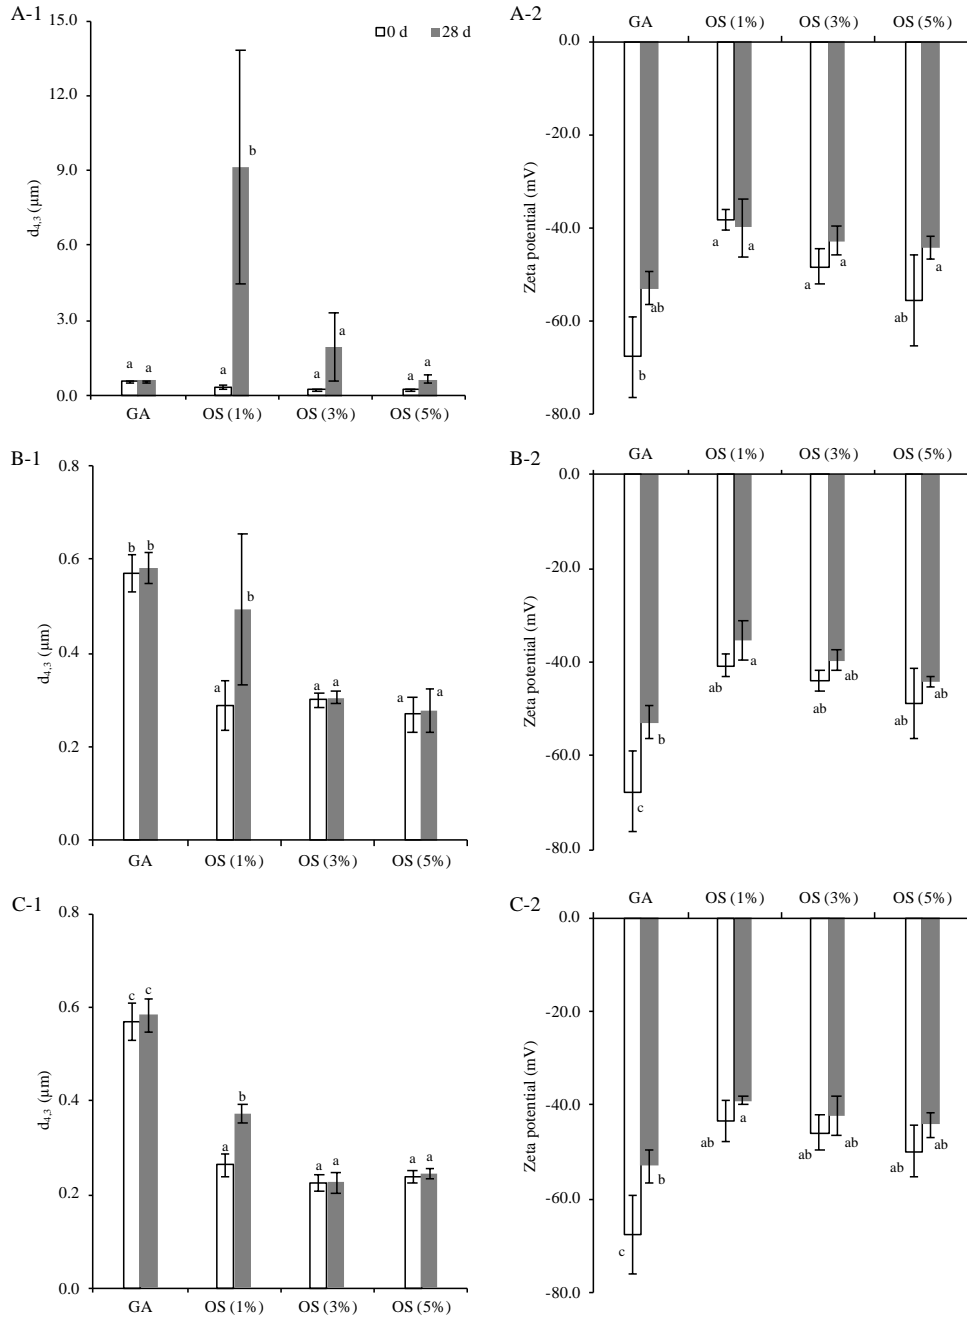 A-1
15.0
12.0
9.0
6.0
3.0
0.0
d4,3 (μm)
0 d 28 d
a a a b a a a a
GA OS (1%) OS (3%) OS (5%)
A-2
GA OS (1%) OS (3%) OS (5%)
0.0
-20.0
-40.0
-60.0
-80.0
Zeta potential (mV)
b ab a a a a ab a
B-1
0.8
0.6
0.4
0.2
0.0
d4,3 (μm)
b b a b a a a a
GA OS (1%) OS (3%) OS (5%)
B-2
GA OS (1%) OS (3%) OS (5%)
0.0
-20.0
-40.0
-60.0
-80.0
Zeta potential (mV)
c b ab a ab ab ab ab
C-1
0.8
0.6
0.4
0.2
0.0
d4,3 (μm)
c c a b a a a a
GA OS (1%) OS (3%) OS (5%)
C-2
GA OS (1%) OS (3%) OS (5%)
0.0
-20.0
-40.0
-60.0
-80.0
Zeta potential (mV)
c b ab a ab ab ab ab